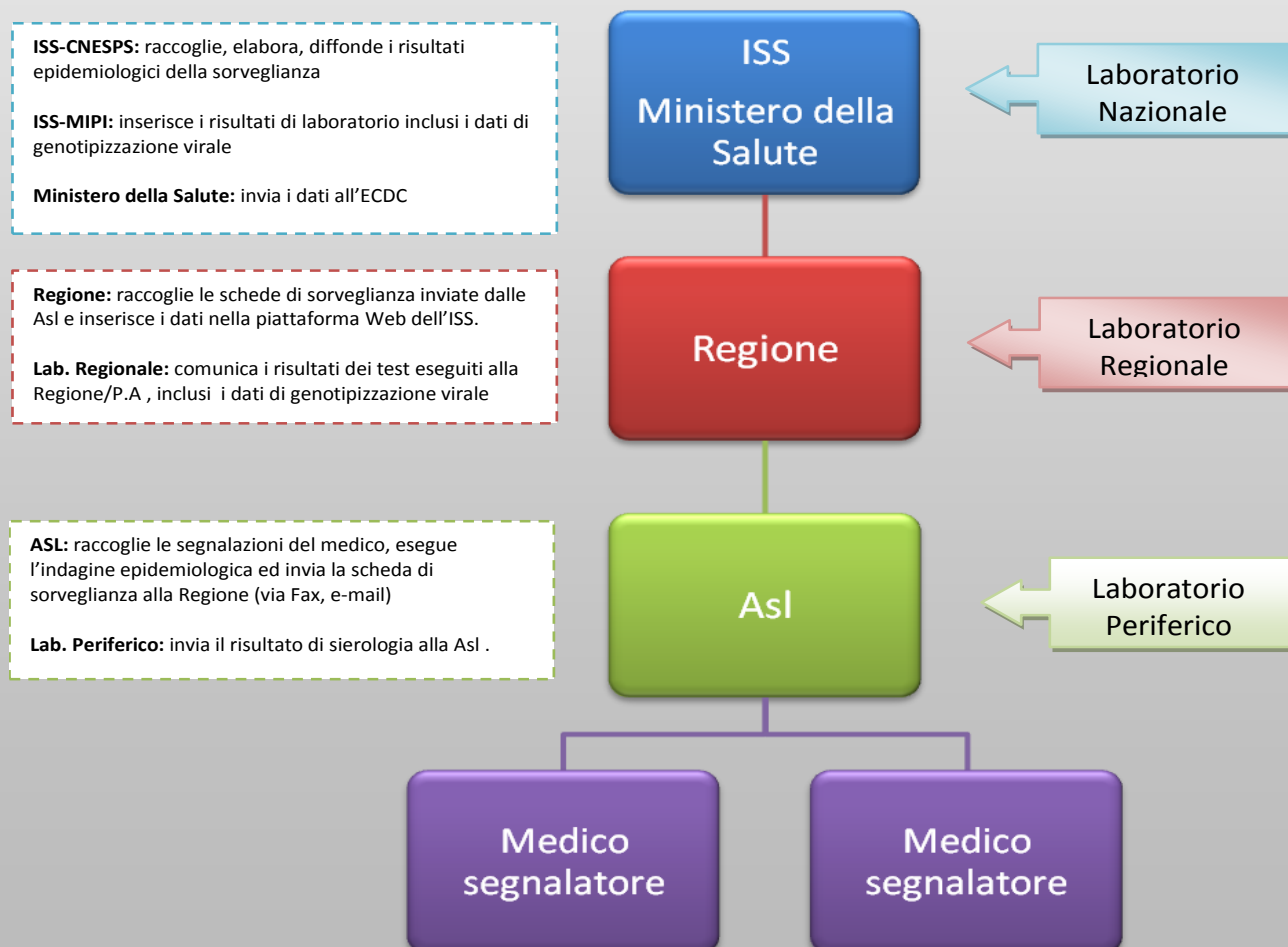 ISS-CNESPS: raccoglie, elabora, diffonde i risultati
epidemiologici della sorveglianza
ISS-MIPI: inserisce i risultati di laboratorio inclusi i dati di
genotipizzazione virale
Ministero della Salute: invia i dati all’ECDC
ISS
Ministero della
Salute
Laboratorio
Nazionale
Regione: raccoglie le schede di sorveglianza inviate dalle
Asl e inserisce i dati nella piattaforma Web dell’ISS.
Lab. Regionale: comunica i risultati dei test eseguiti alla
Regione/P.A , inclusi i dati di genotipizzazione virale
Regione
Laboratorio
Regionale
ASL: raccoglie le segnalazioni del medico, esegue
l’indagine epidemiologica ed invia la scheda di
sorveglianza alla Regione (via Fax, e-mail)
Lab. Periferico: invia il risultato di sierologia alla Asl .
Asl
Laboratorio
Periferico
Medico
segnalatore
Medico
segnalatore